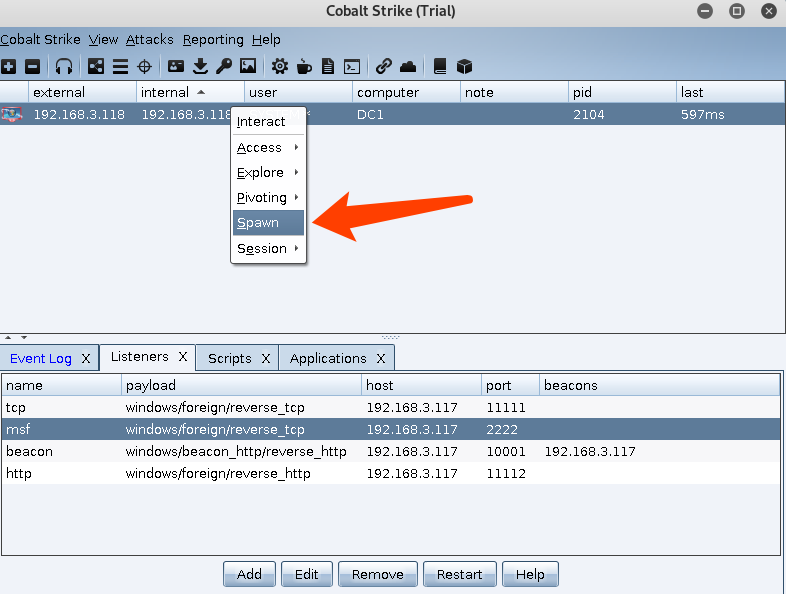 Cobalt Strike (Trial)
Cobalt Strike View Attacks Reporting Help
external internal user computer note pid last
192.168.3.118 192.168.3.118 * DC1 2104 597ms
Interact
Access
Explore
Pivoting
Spawn
Session
Event Log X Listeners X Scripts X Applications X
name payload host port beacons
tcp windows/foreign/reverse_tcp 192.168.3.117 11111
msf windows/foreign/reverse_tcp 192.168.3.117 2222
beacon windows/beacon_http/reverse_http 192.168.3.117 10001 192.168.3.117
http windows/foreign/reverse_http 192.168.3.117 11112
Add Edit Remove Restart Help